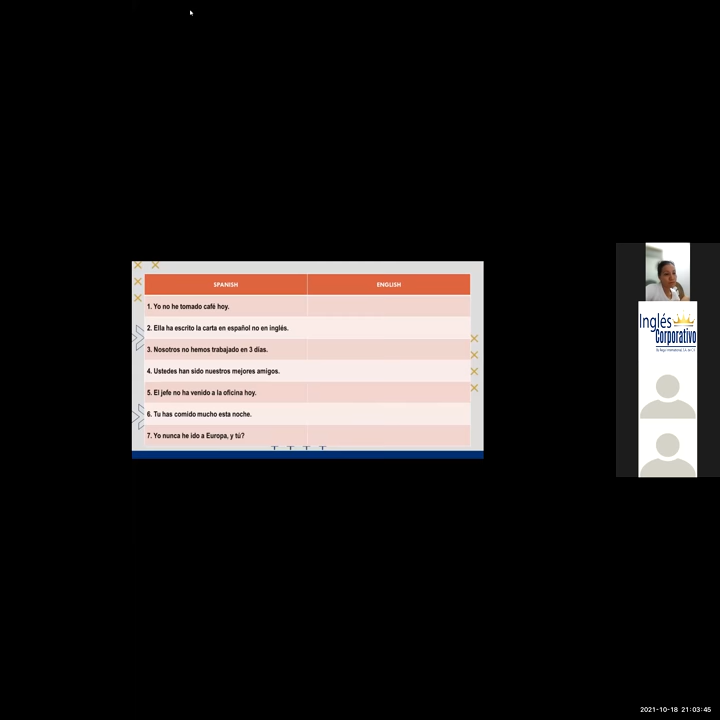 SPANISH ENGLISH
1. Yo no he tomado café hoy.
2. Ella ha escrito la carta en español no en inglés.
3. Nosotros no hemos trabajado en 3 días.
4. Ustedes han sido nuestros mejores amigos.
5. El jefe no ha venido a la oficina hoy.
6. Tu has comido mucho esta noche.
7. Yo nunca he ido a Europa, y tú?
Inglés
Corporativo
2021-10-18 21:03:45